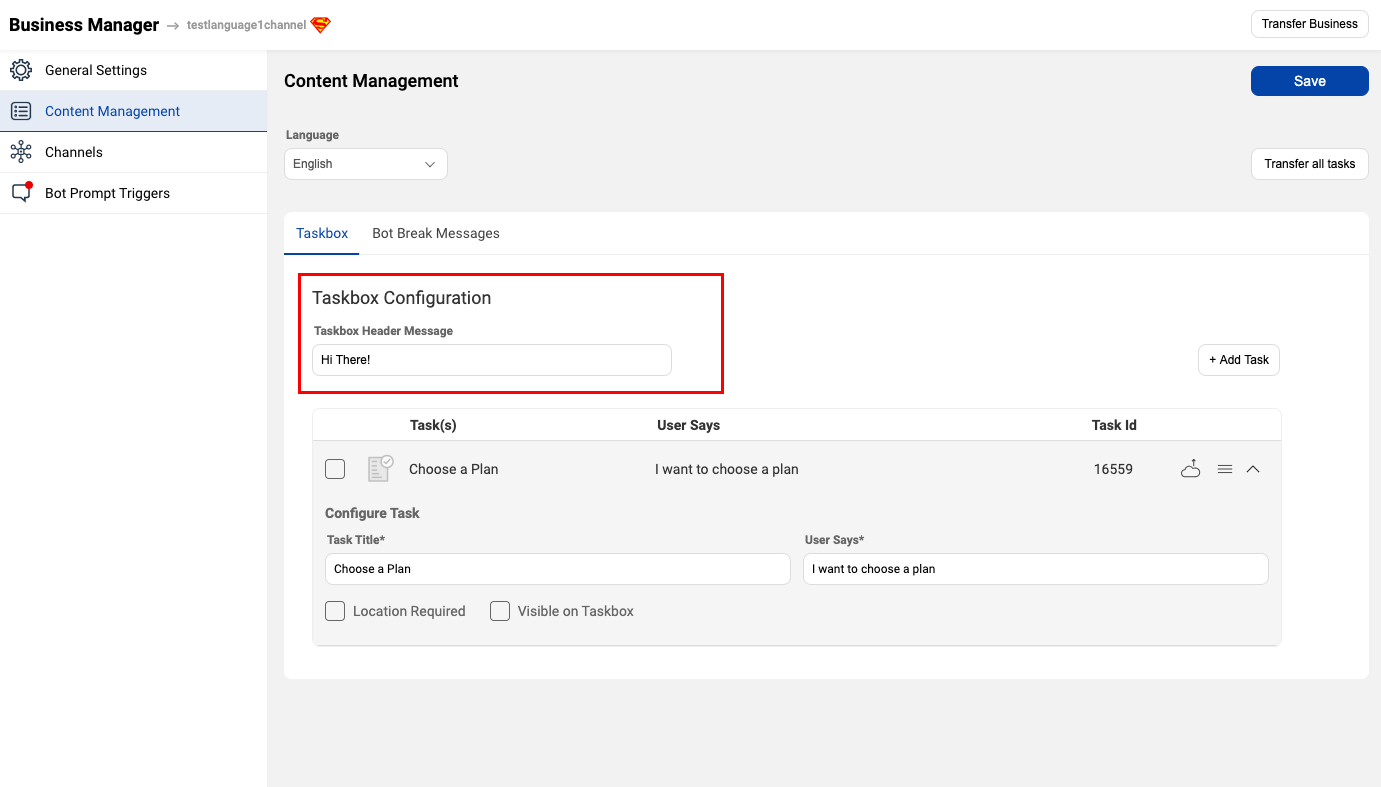 Business Manager → testlanguage1channel
Transfer Business
General Settings
Content Management
Channels
Bot Prompt Triggers
Content Management
Save
Language
English
Transfer all tasks
Taskbox Bot Break Messages
Taskbox Configuration
Taskbox Header Message
Hi There!
+ Add Task
Task(s) User Says Task Id
Choose a Plan I want to choose a plan 16559
Configure Task
Task Title* User Says*
Choose a Plan I want to choose a plan
Location Required Visible on Taskbox